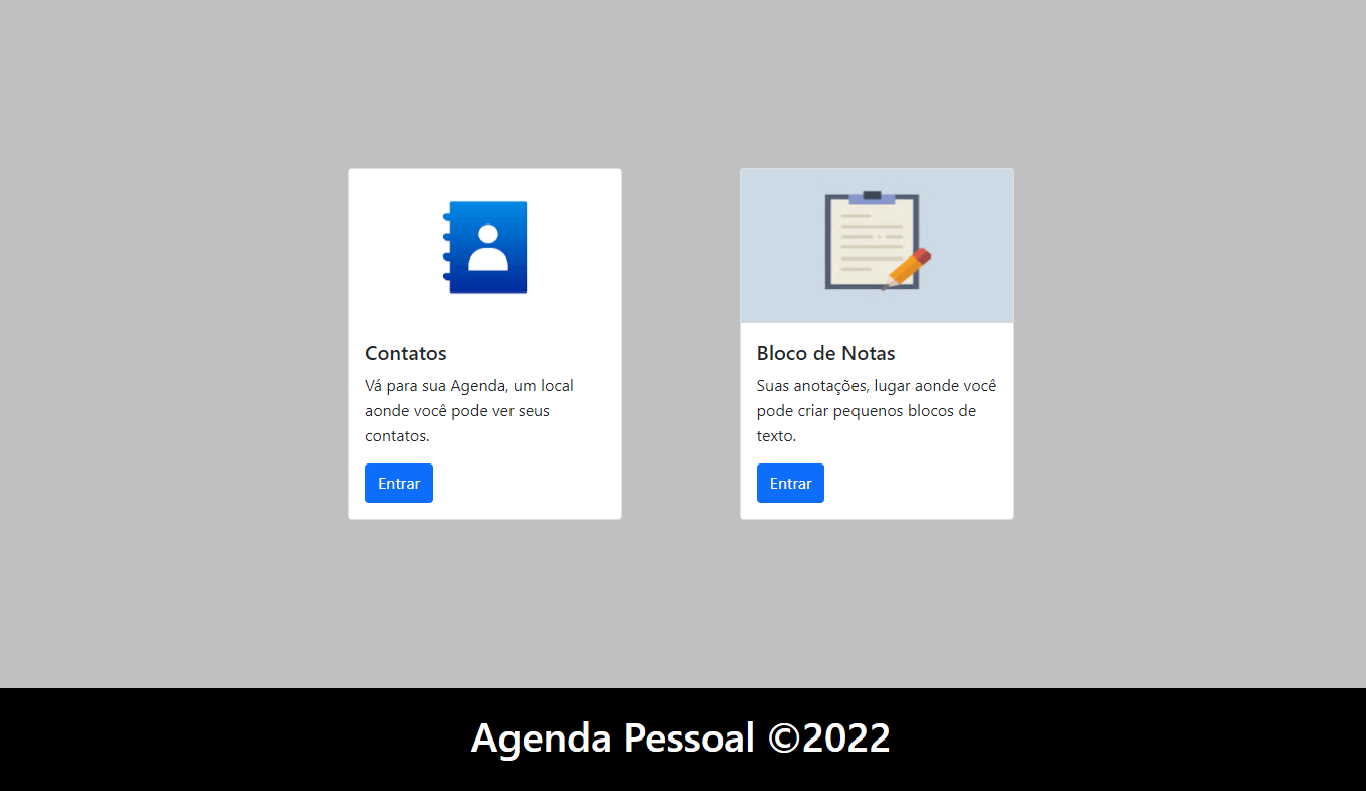 Contatos
Vá para sua Agenda, um local
aonde você pode ver seus
contatos.
Entrar
Bloco de Notas
Suas anotações, lugar aonde você
pode criar pequenos blocos de
texto.
Entrar
Agenda Pessoal ©2022